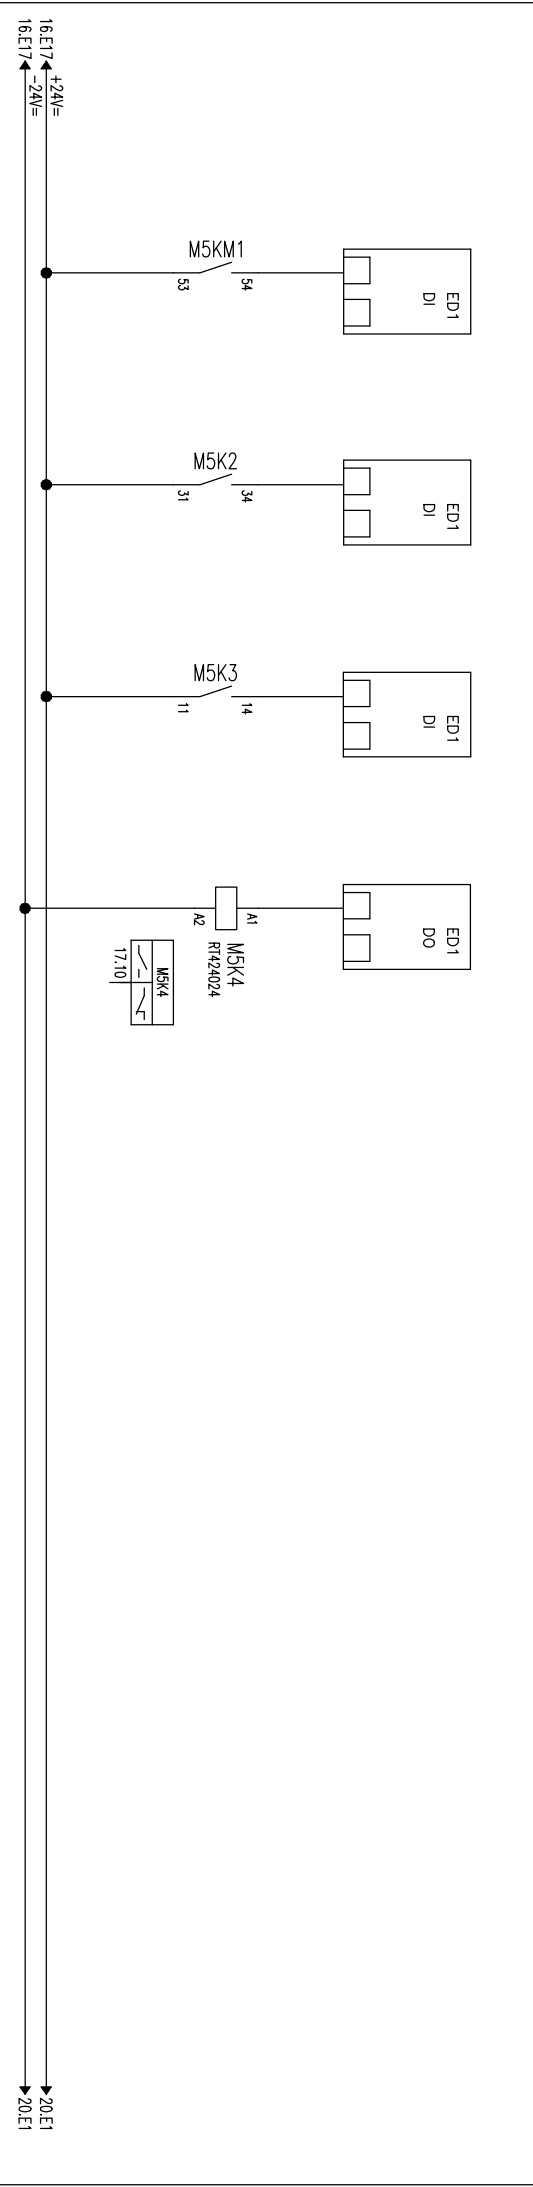 16.E17
+24V=
16.E17
-24V=
M5KM1
53
54
ED1
DI
M5K2
31
34
ED1
DI
M5K3
11
14
ED1
DI
ED1
DO
A1
A2
M5K4
RT424024
M5K4
17.10
20.E1
20.E1